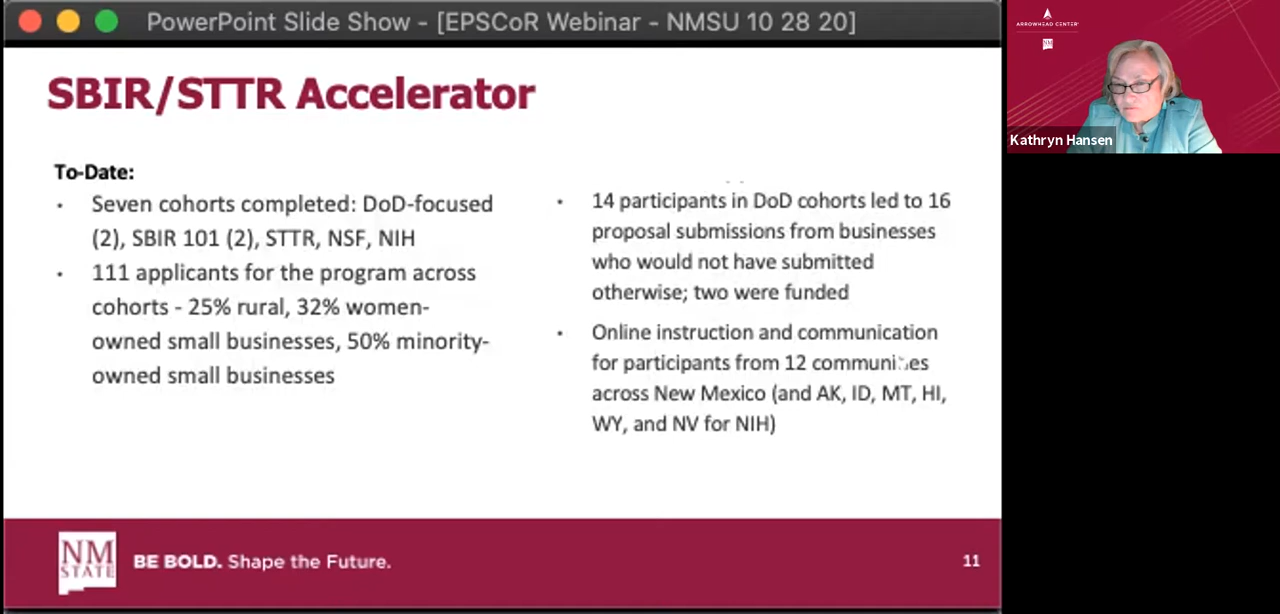 PowerPoint Slide Show - [EPSCoR Webinar - NMSU 10 28 20]
SBIR/STTR Accelerator
To-Date:
• Seven cohorts completed: DoD-focused
(2), SBIR 101 (2), STTR, NSF, NIH
• 111 applicants for the program across
cohorts - 25% rural, 32% women-
owned small businesses, 50% minority-
owned small businesses
• 14 participants in DoD cohorts led to 16
proposal submissions from businesses
who would not have submitted
otherwise; two were funded
• Online instruction and communication
for participants from 12 communities
across New Mexico (and AK, ID, MT, HI,
WY, and NV for NIH)
NM
STATE
BE BOLD. Shape the Future.
11
ARROWHEAD CENTER
NM
Kathryn Hansen